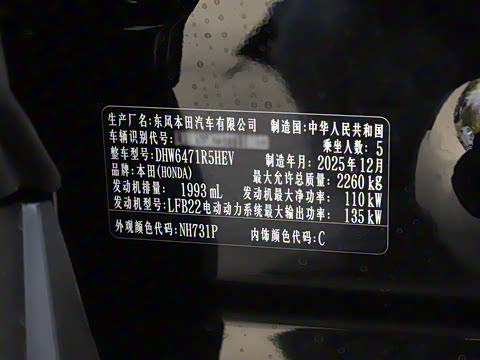 生产厂名:东风本田汽车有限公司 制造国:中华人民共和国
车辆识别代号: 乘坐人数: 5
整车型号:DHW6471R5HEV 制造年月: 2025年12月
品牌:本田(HONDA) 最大允许总质量: 2260kg
发动机排量: 1993mL 发动机最大净功率: 110kW
发动机型号:LFB22电动动力系统最大输出功率: 135kW
外观颜色代码:NH731P 内饰颜色代码:C